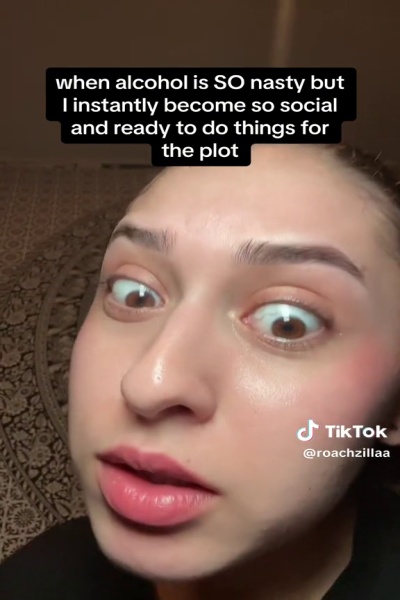 when alcohol is SO nasty but
I instantly become so social
and ready to do things for
the plot
TikTok
@roachzillaa